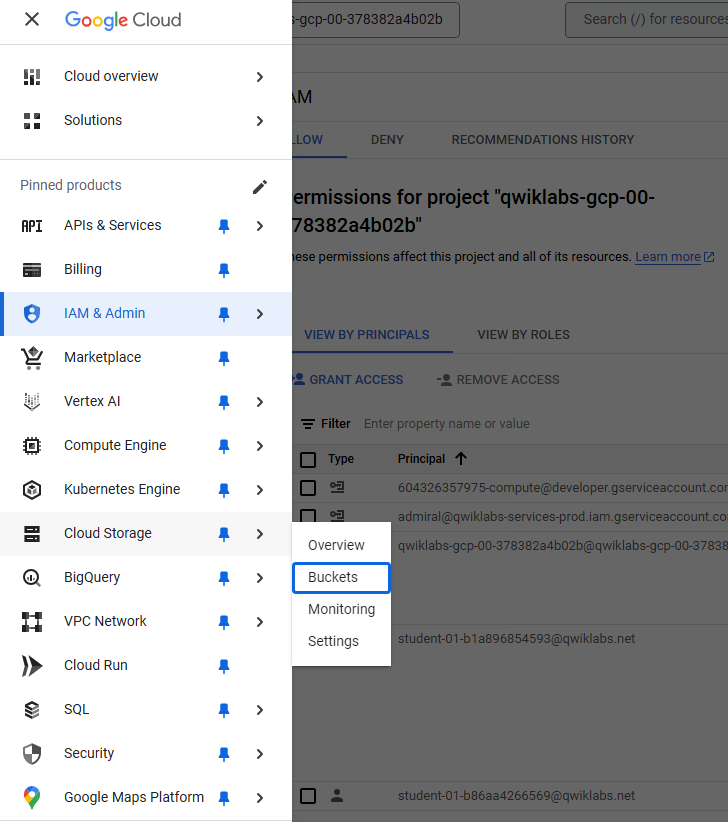 Google Cloud
s-gcp-00-378382a4b02b
Search (/) for resources
Cloud overview
Solutions
AM
LLOW
DENY
RECOMMENDATIONS HISTORY
Pinned products
API APIs & Services
Billing
IAM & Admin
Marketplace
Vertex AI
Compute Engine
Kubernetes Engine
Cloud Storage
BigQuery
VPC Network
Cloud Run
SQL
Security
Google Maps Platform
Overview
Buckets
Monitoring
Settings
ermissions for project "qwiklabs-gcp-00-
378382a4b02b"
hese permissions affect this project and all of its resources. Learn more
VIEW BY PRINCIPALS
VIEW BY ROLES
GRANT ACCESS
REMOVE ACCESS
Filter Enter property name or value
Type Principal
604326357975-compute@developer.gserviceaccount.com
admiral@qwiklabs-services-prod.iam.gserviceaccount.com
qwiklabs-gcp-00-378382a4b02b@qwiklabs-gcp-00-37838
student-01-b1a896854593@qwiklabs.net
student-01-b86aa4266569@qwiklabs.net